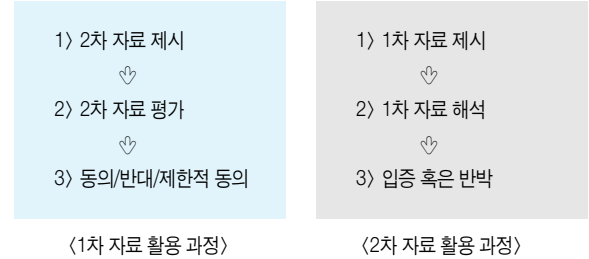 1〉 2차 자료 제시
2〉 2차 자료 평가
3〉 동의/반대/제한적 동의
〈1차 자료 활용 과정〉
1〉 1차 자료 제시
2〉 1차 자료 해석
3〉 입증 혹은 반박
〈2차 자료 활용 과정〉